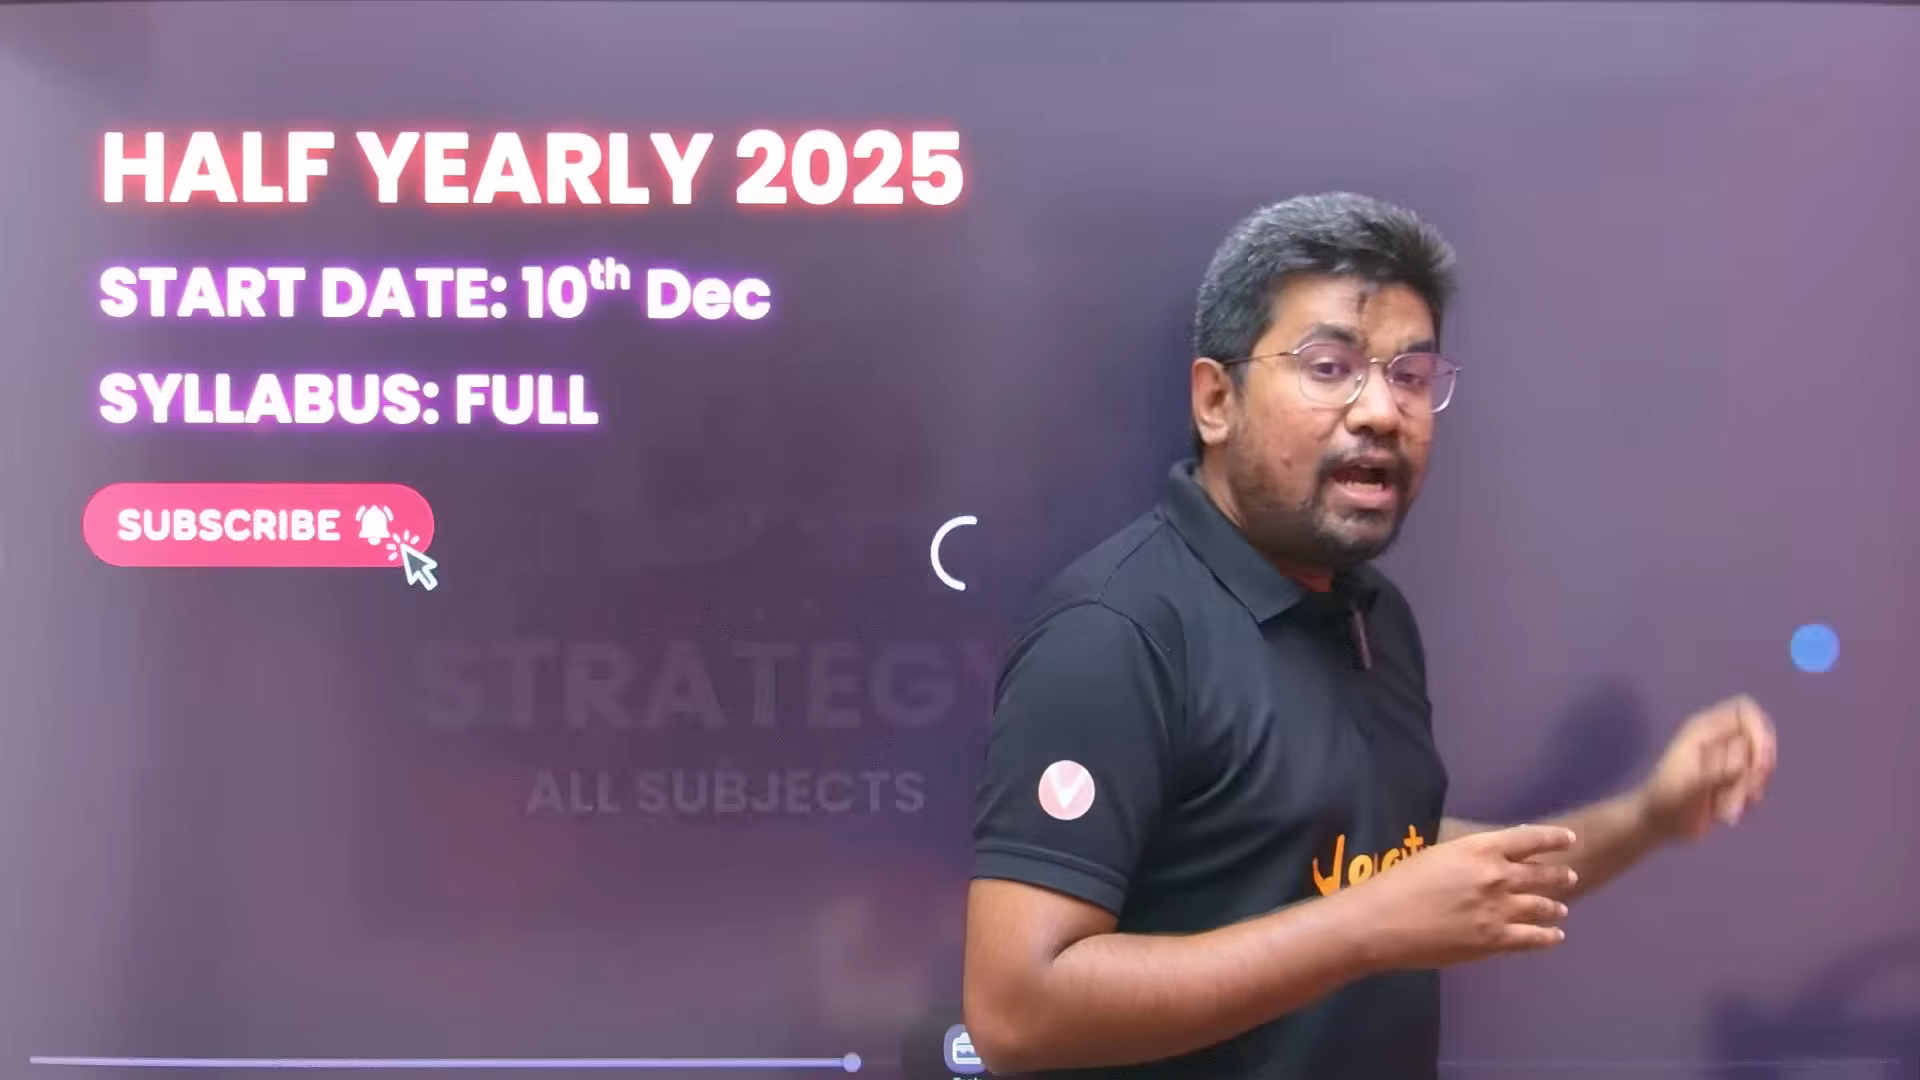 HALF YEARLY 2025
START DATE: 10th Dec
SYLLABUS: FULL
SUBSCRIBE
STRATEGY
ALL SUBJECTS